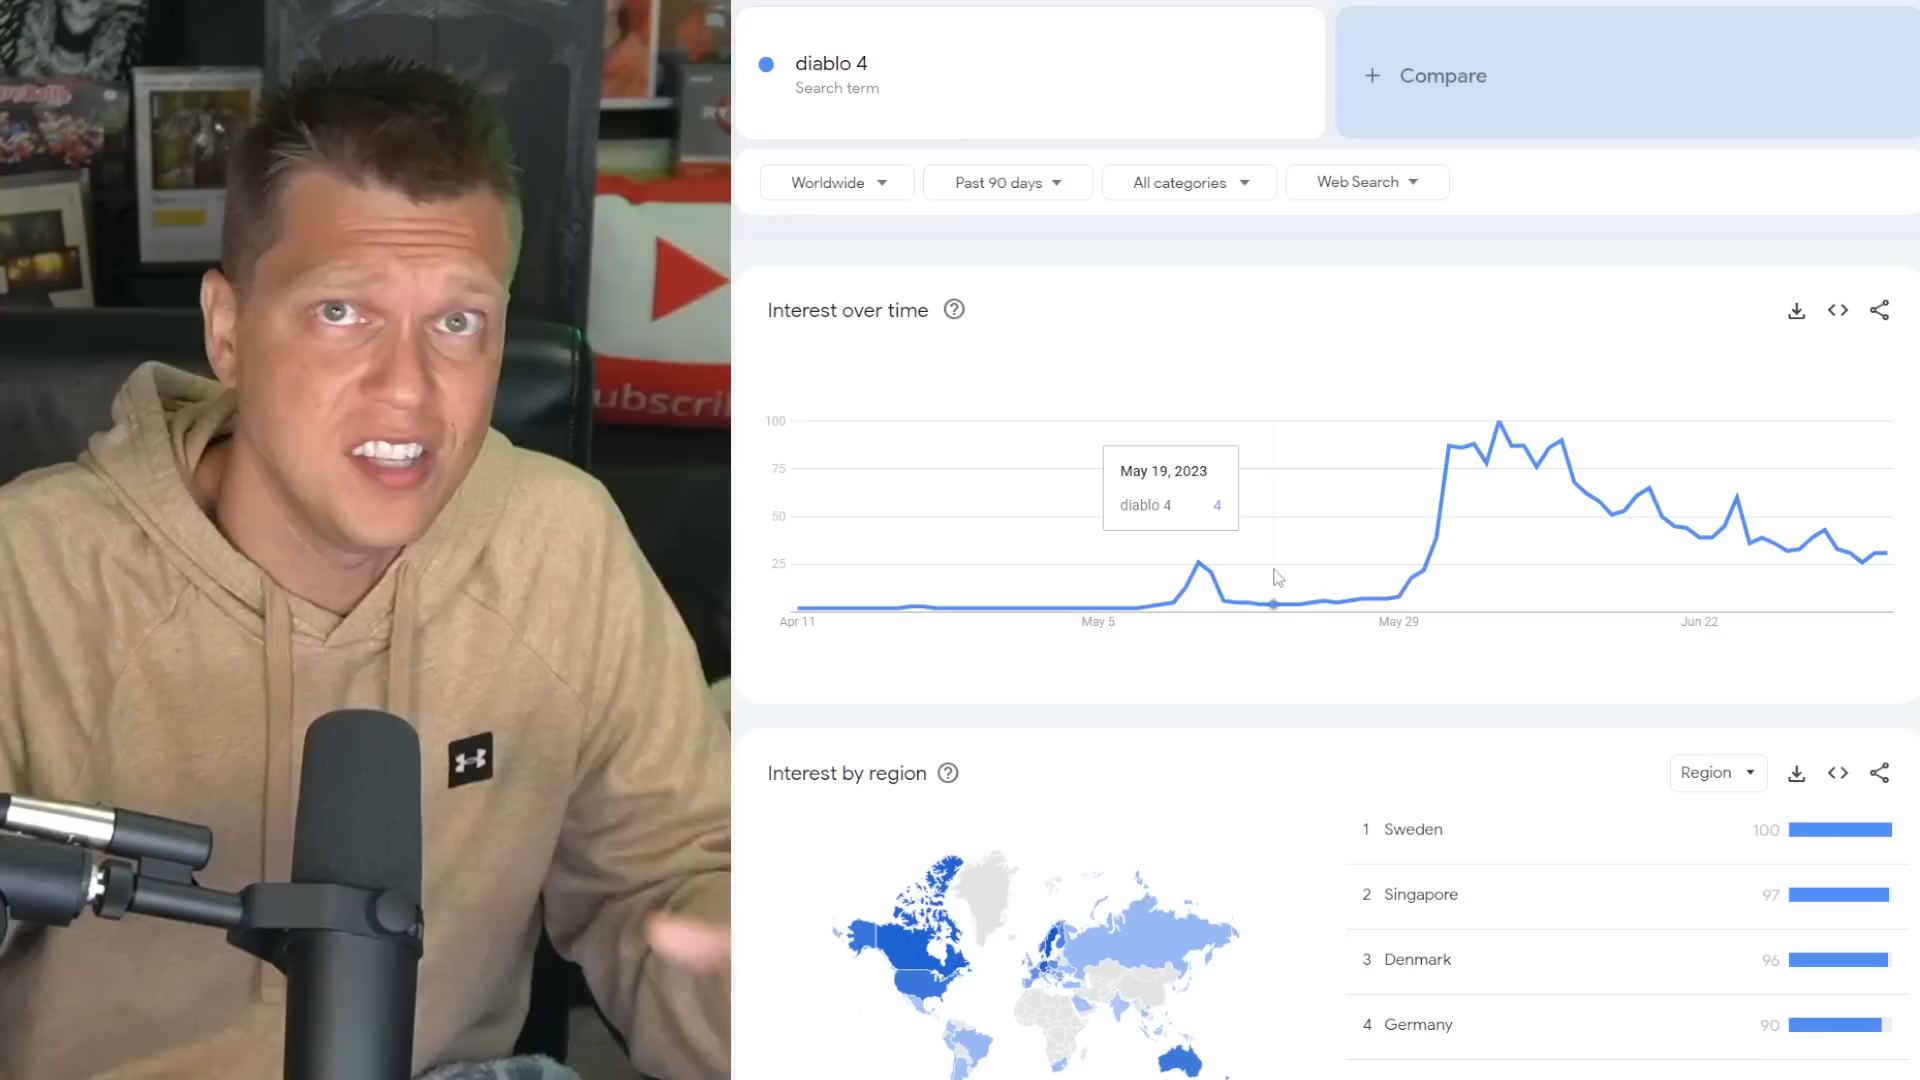 diablo 4
Search term
+ Compare
Worldwide
Past 90 days
All categories
Web Search
Interest over time
100
75
50
25
May 19, 2023
diablo 4 4
Apr 11
May 5
May 29
Jun 22
Interest by region
Region
1 Sweden 100
2 Singapore 97
3 Denmark 96
4 Germany 90
ubscri